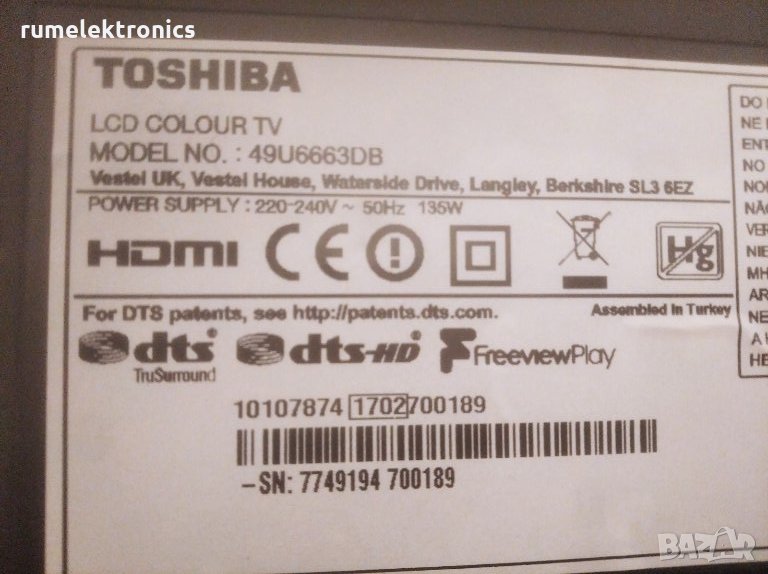 rumelektronics
TOSHIBA
LCD COLOUR TV
MODEL NO. : 49U6663DB
Vestel UK, Vestel House, Waterside Drive, Langley, Berkshire SL3 6EZ
POWER SUPPLY : 220-240V ~ 50Hz 135W
HDMI CE Hg
For DTS patents, see http://patents.dts.com.
Assembled in Turkey
dts dts-HD FreeviewPlay
TruSurround
10107874 1702700189
-SN: 7749194 700189
DO
NE
ENT
NO
NO
NÃO
VER
NIE
MH
AR
NE
A
HE
BAZAR